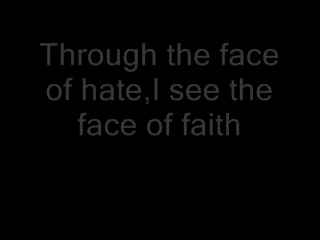 Through the face
of hate,I see the
face of faith